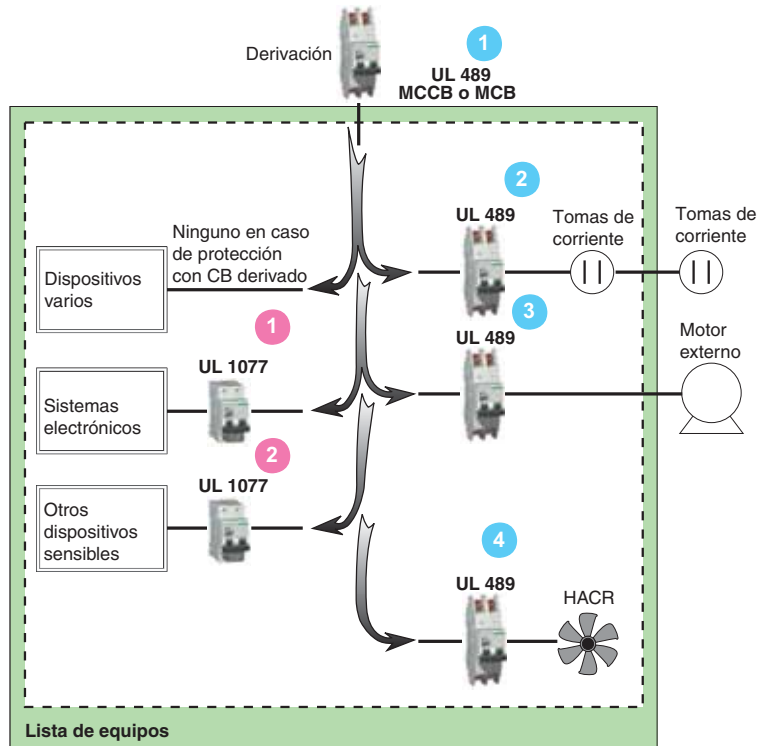 Derivación
1
UL 489
MCCB o MCB
2
UL 489
Tomas de
corriente
Tomas de
corriente
Ninguno en caso
de protección
con CB derivado
Dispositivos
varios
1
UL 1077
3
UL 489
Motor
externo
Sistemas
electrónicos
2
UL 1077
Otros
dispositivos
sensibles
4
UL 489
HACR
Lista de equipos